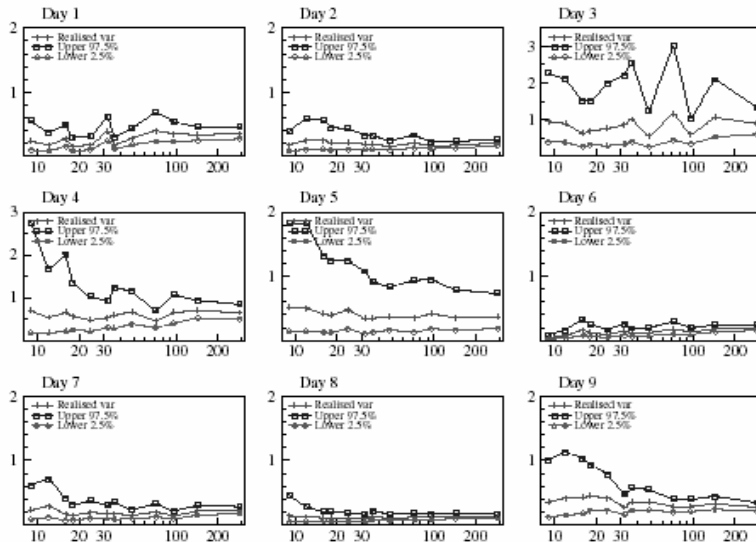 Day 1
2
Realised var
Upper 97.5%
Lower 2.5%
1
10 20 30 100 200
Day 2
2
Realised var
Upper 97.5%
Lower 2.5%
1
10 20 30 100 200
Day 3
3
Realised var
Upper 97.5%
Lower 2.5%
2
1
10 20 30 100 200
Day 4
3
Realised var
Upper 97.5%
Lower 2.5%
2
1
10 20 30 100 200
Day 5
2
Realised var
Upper 97.5%
Lower 2.5%
1
10 20 30 100 200
Day 6
2
Realised var
Upper 97.5%
Lower 2.5%
1
10 20 30 100 200
Day 7
2
Realised var
Upper 97.5%
Lower 2.5%
1
10 20 30 100 200
Day 8
2
Realised var
Upper 97.5%
Lower 2.5%
1
10 20 30 100 200
Day 9
2
Realised var
Upper 97.5%
Lower 2.5%
1
10 20 30 100 200